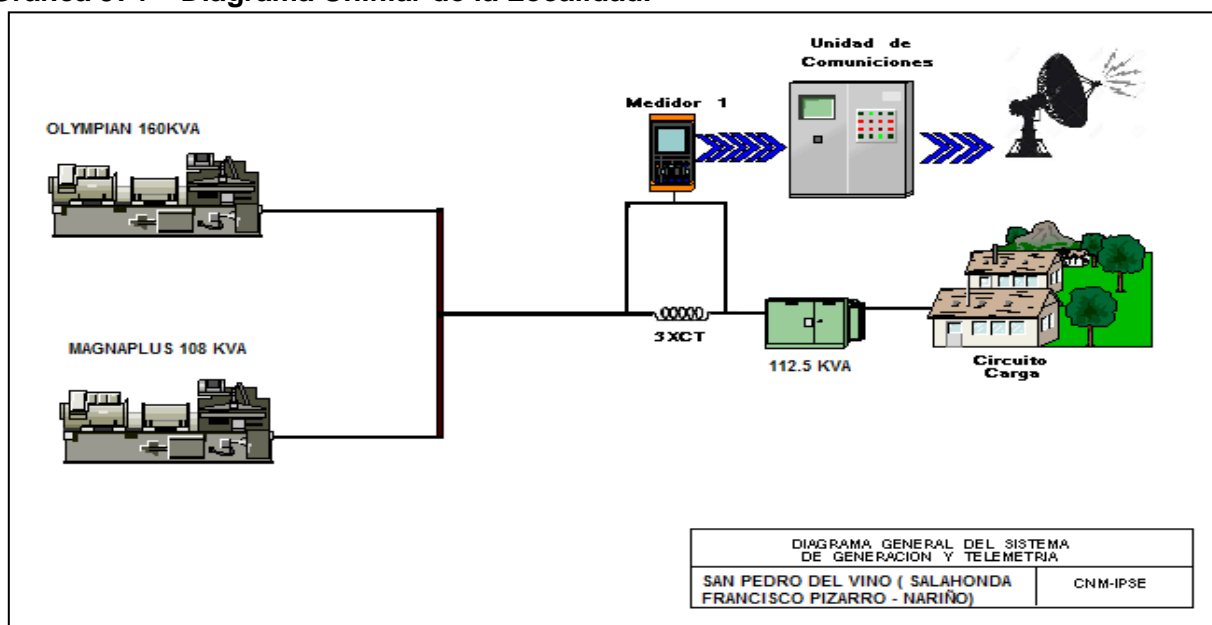 Diagrama Unifilar de la Localidad.
Unidad de
Comuniciones
Medidor 1
OLYMPIAN 160KVA
3XCT
MAGNAPLUS 108 KVA
112.5 KVA
Circuito
Carga
DIAGRAMA GENERAL DEL SISTEMA
DE GENERACION Y TELEMETRIA
SAN PEDRO DEL VINO ( SALAHONDA
FRANCISCO PIZARRO - NARIÑO)
CNM-IPSE